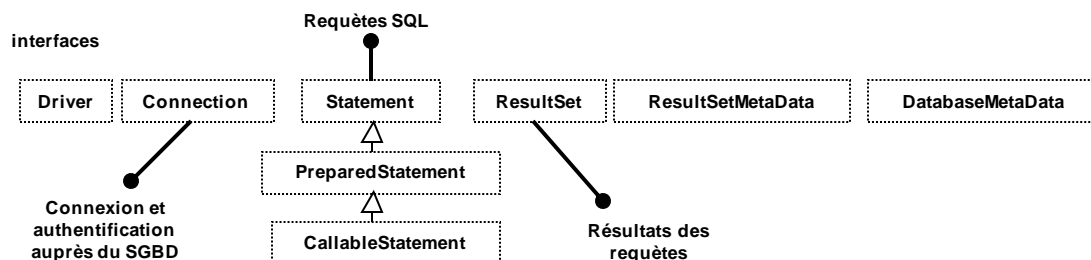 Requètes SQL
interfaces
Driver
Connection
Statement
ResultSet
ResultSetMetaData
DatabaseMetaData
PreparedStatement
Connexion et
authentification
auprès du SGBD
CallableStatement
Résultats des
requètes